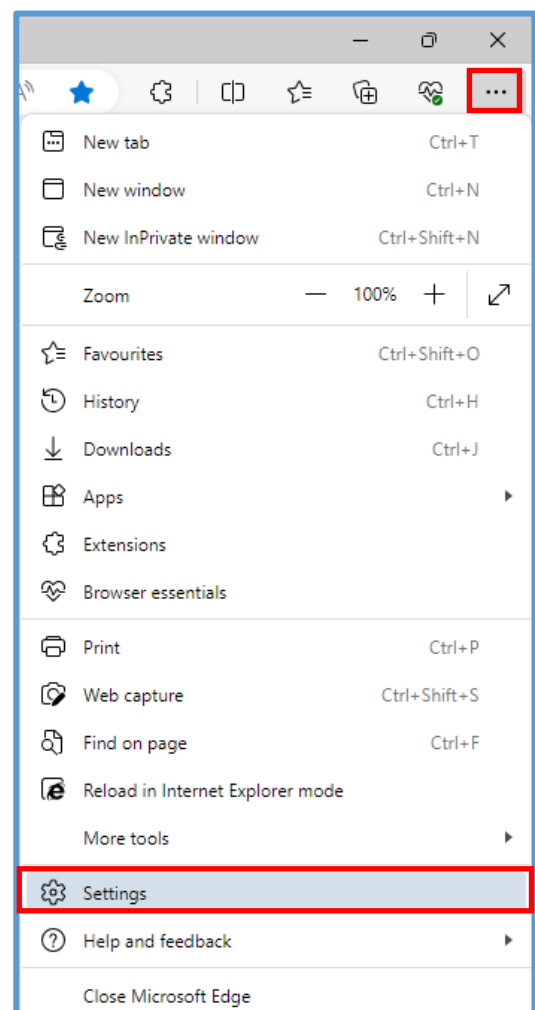 New tab Ctrl+T
New window Ctrl+N
New InPrivate window Ctrl+Shift+N
Zoom 100%
Favourites Ctrl+Shift+O
History Ctrl+H
Downloads Ctrl+J
Apps
Extensions
Browser essentials
Print Ctrl+P
Web capture Ctrl+Shift+S
Find on page Ctrl+F
Reload in Internet Explorer mode
More tools
Settings
Help and feedback
Close Microsoft Edge